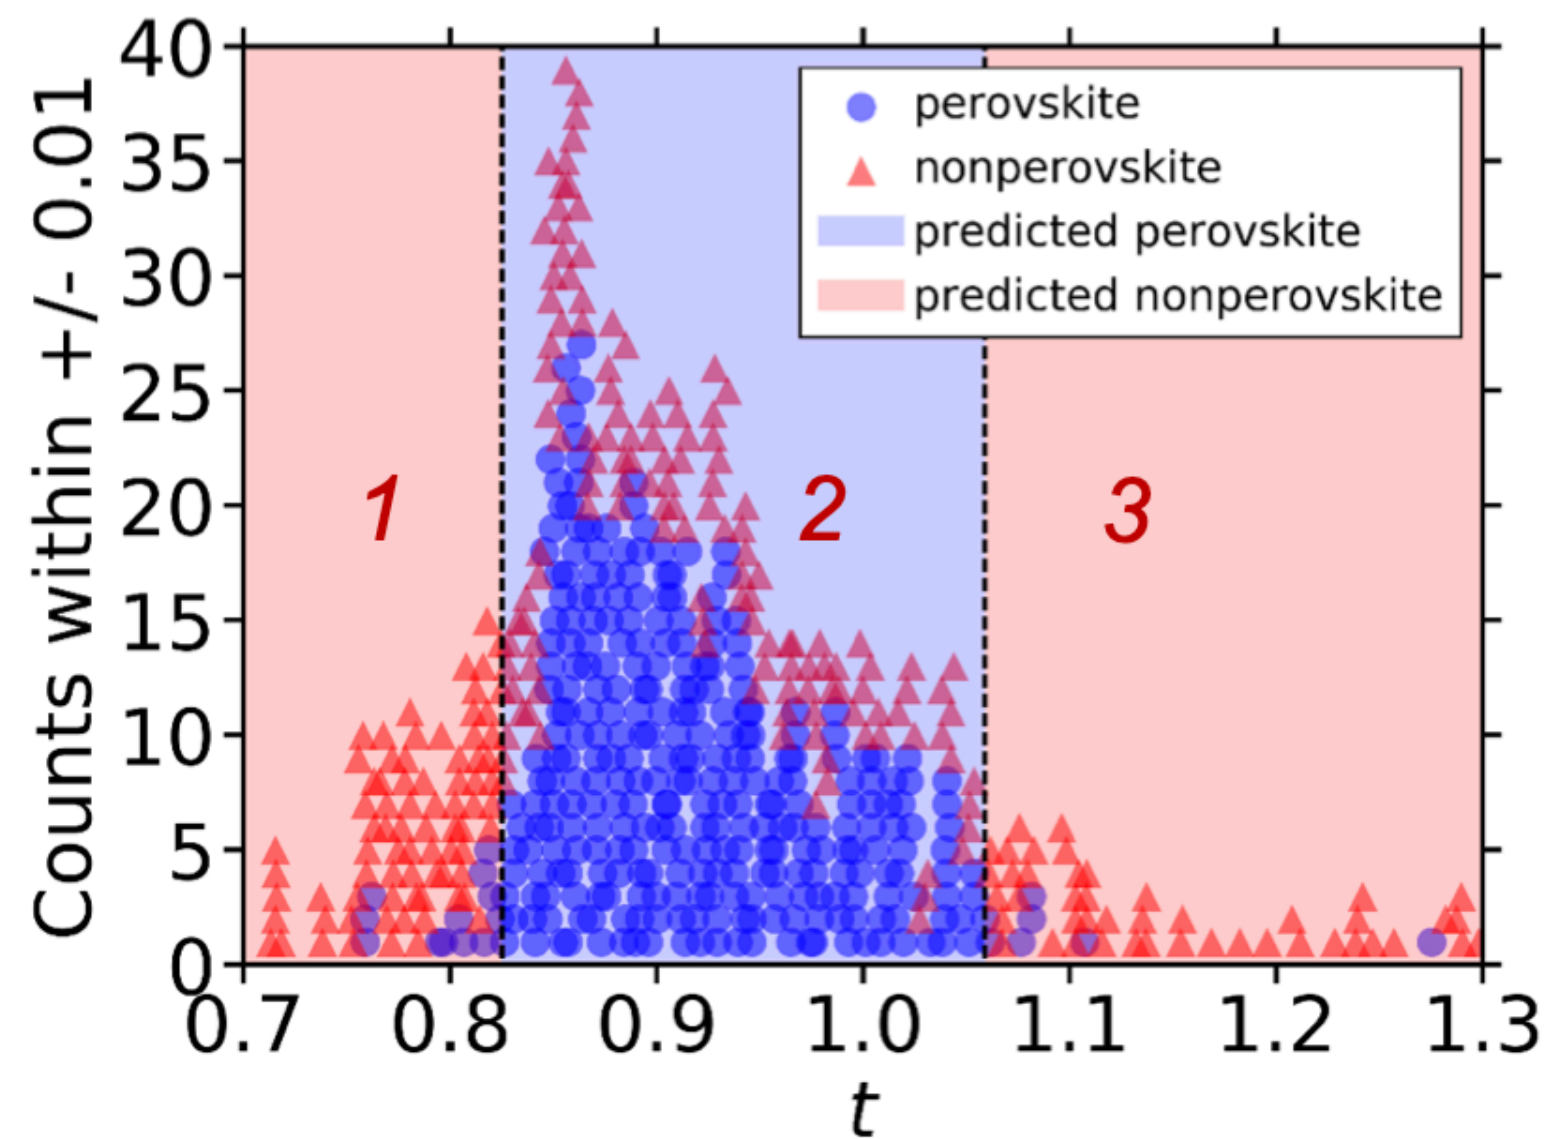 Counts within +/- 0.01
40
35
30
25
20
15
10
5
0
perovskite
nonperovskite
predicted perovskite
predicted nonperovskite
1
2
3
0.7 0.8 0.9 1.0 1.1 1.2 1.3
t